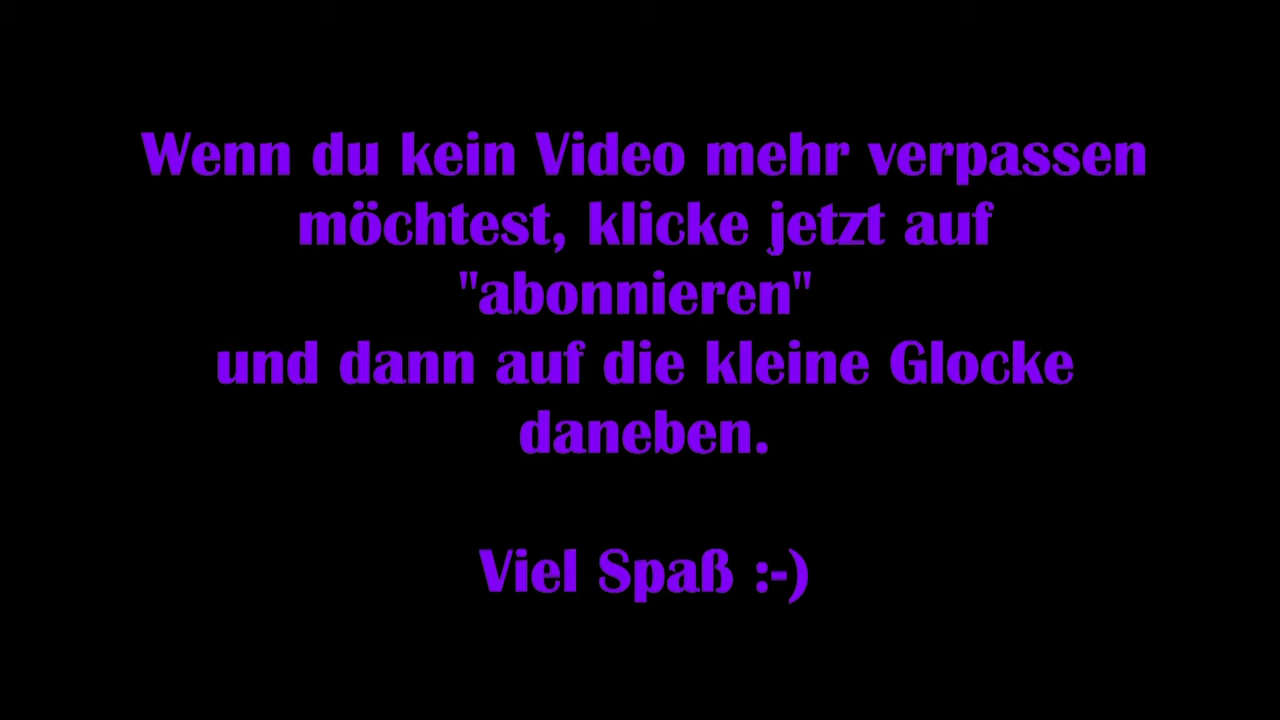 Wenn du kein Video mehr verpassen
möchtest, klicke jetzt auf
"abonnieren"
und dann auf die kleine Glocke
daneben.
Viel Spaß :-)